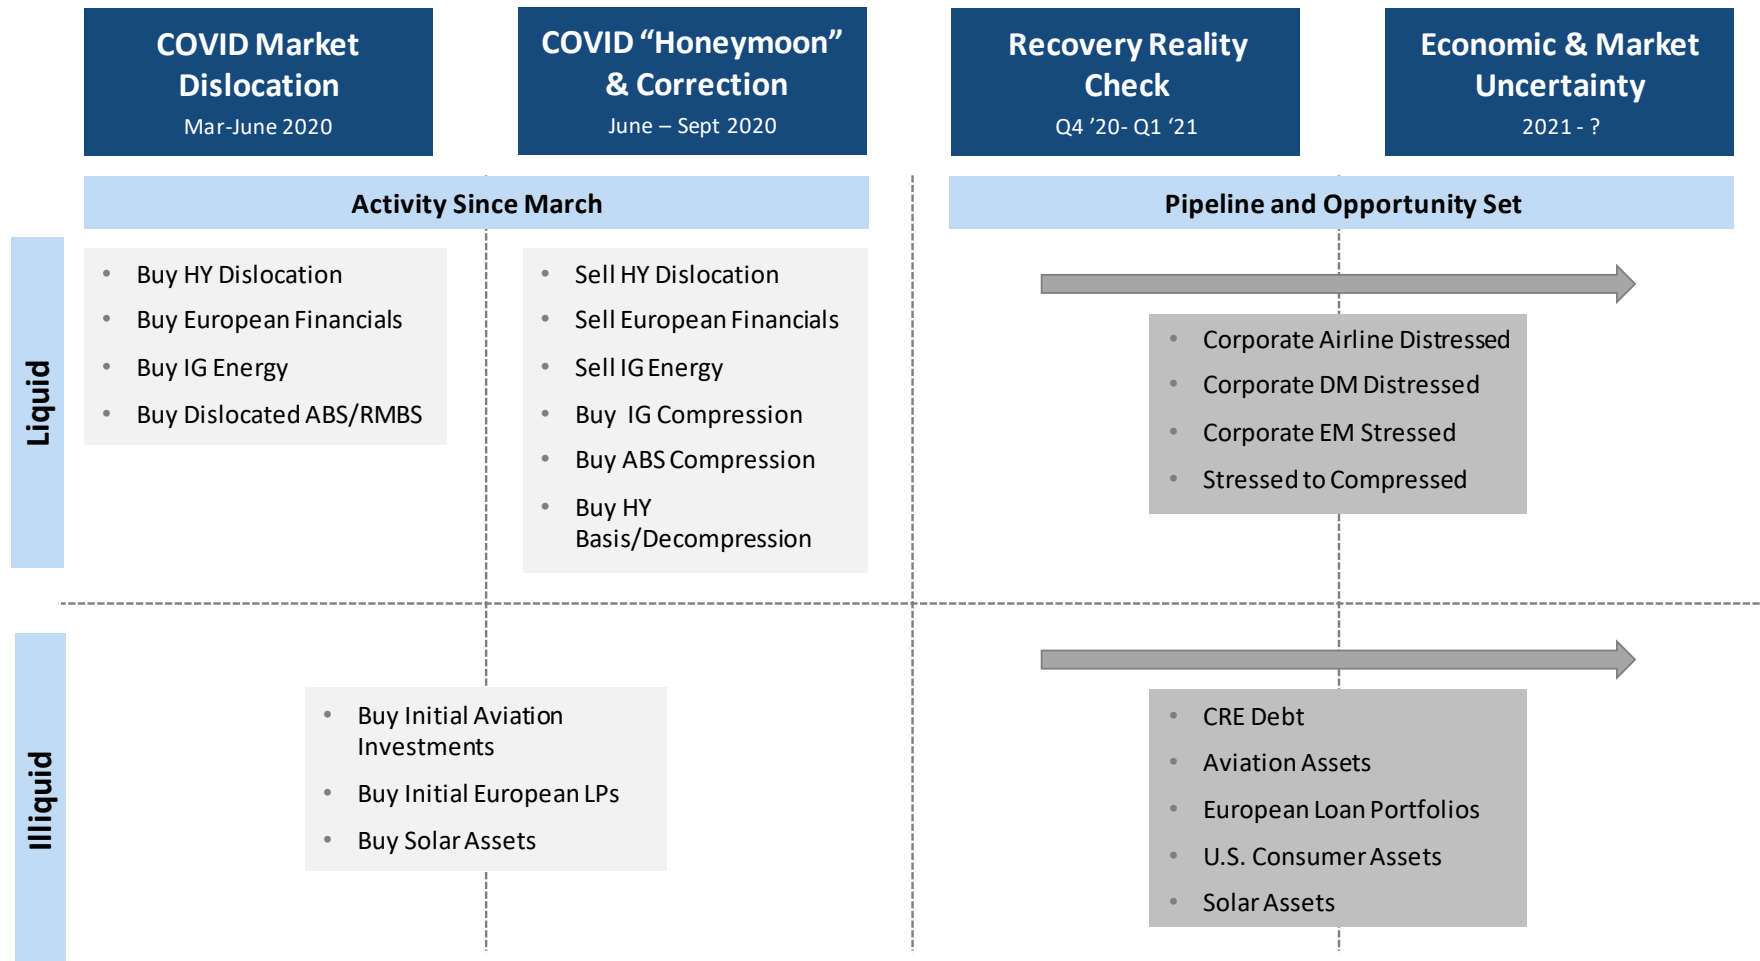 COVID Market
Dislocation
Mar-June 2020
COVID “Honeymoon”
& Correction
June – Sept 2020
Recovery Reality
Check
Q4 ’20- Q1 ‘21
Economic & Market
Uncertainty
2021 - ?
Activity Since March
Pipeline and Opportunity Set
Liquid
• Buy HY Dislocation
• Buy European Financials
• Buy IG Energy
• Buy Dislocated ABS/RMBS
• Sell HY Dislocation
• Sell European Financials
• Sell IG Energy
• Buy IG Compression
• Buy ABS Compression
• Buy HY
Basis/Decompression
• Corporate Airline Distressed
• Corporate DM Distressed
• Corporate EM Stressed
• Stressed to Compressed
Illiquid
• Buy Initial Aviation
Investments
• Buy Initial European LPs
• Buy Solar Assets
• CRE Debt
• Aviation Assets
• European Loan Portfolios
• U.S. Consumer Assets
• Solar Assets